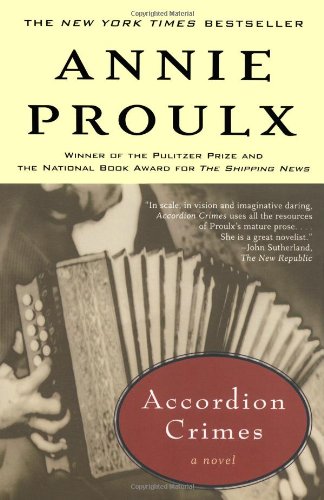 THE NEW YORK TIMES BESTSELLER
ANNIE
PROULX
WINNER OF THE PULITZER PRIZE AND
THE NATIONAL BOOK AWARD FOR THE SHIPPING NEWS
"In scale, in vision and imaginative daring,
Accordion Crimes uses all the resources
of Proulx's mature prose. . . .
She is a great novelist."
—John Sutherland,
The New Republic
Accordion
Crimes
a novel